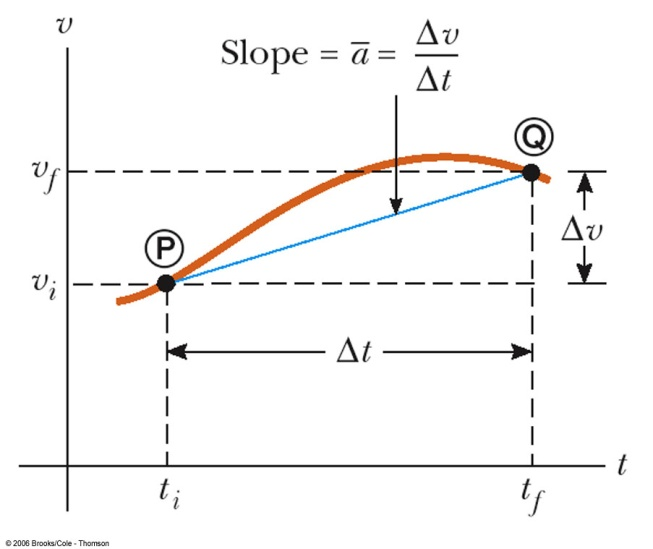 v
Slope = a̅ = Δv/Δt
Q
v_f
Δv
P
v_i
Δt
t
t_i
t_f
© 2006 Brooks/Cole - Thomson